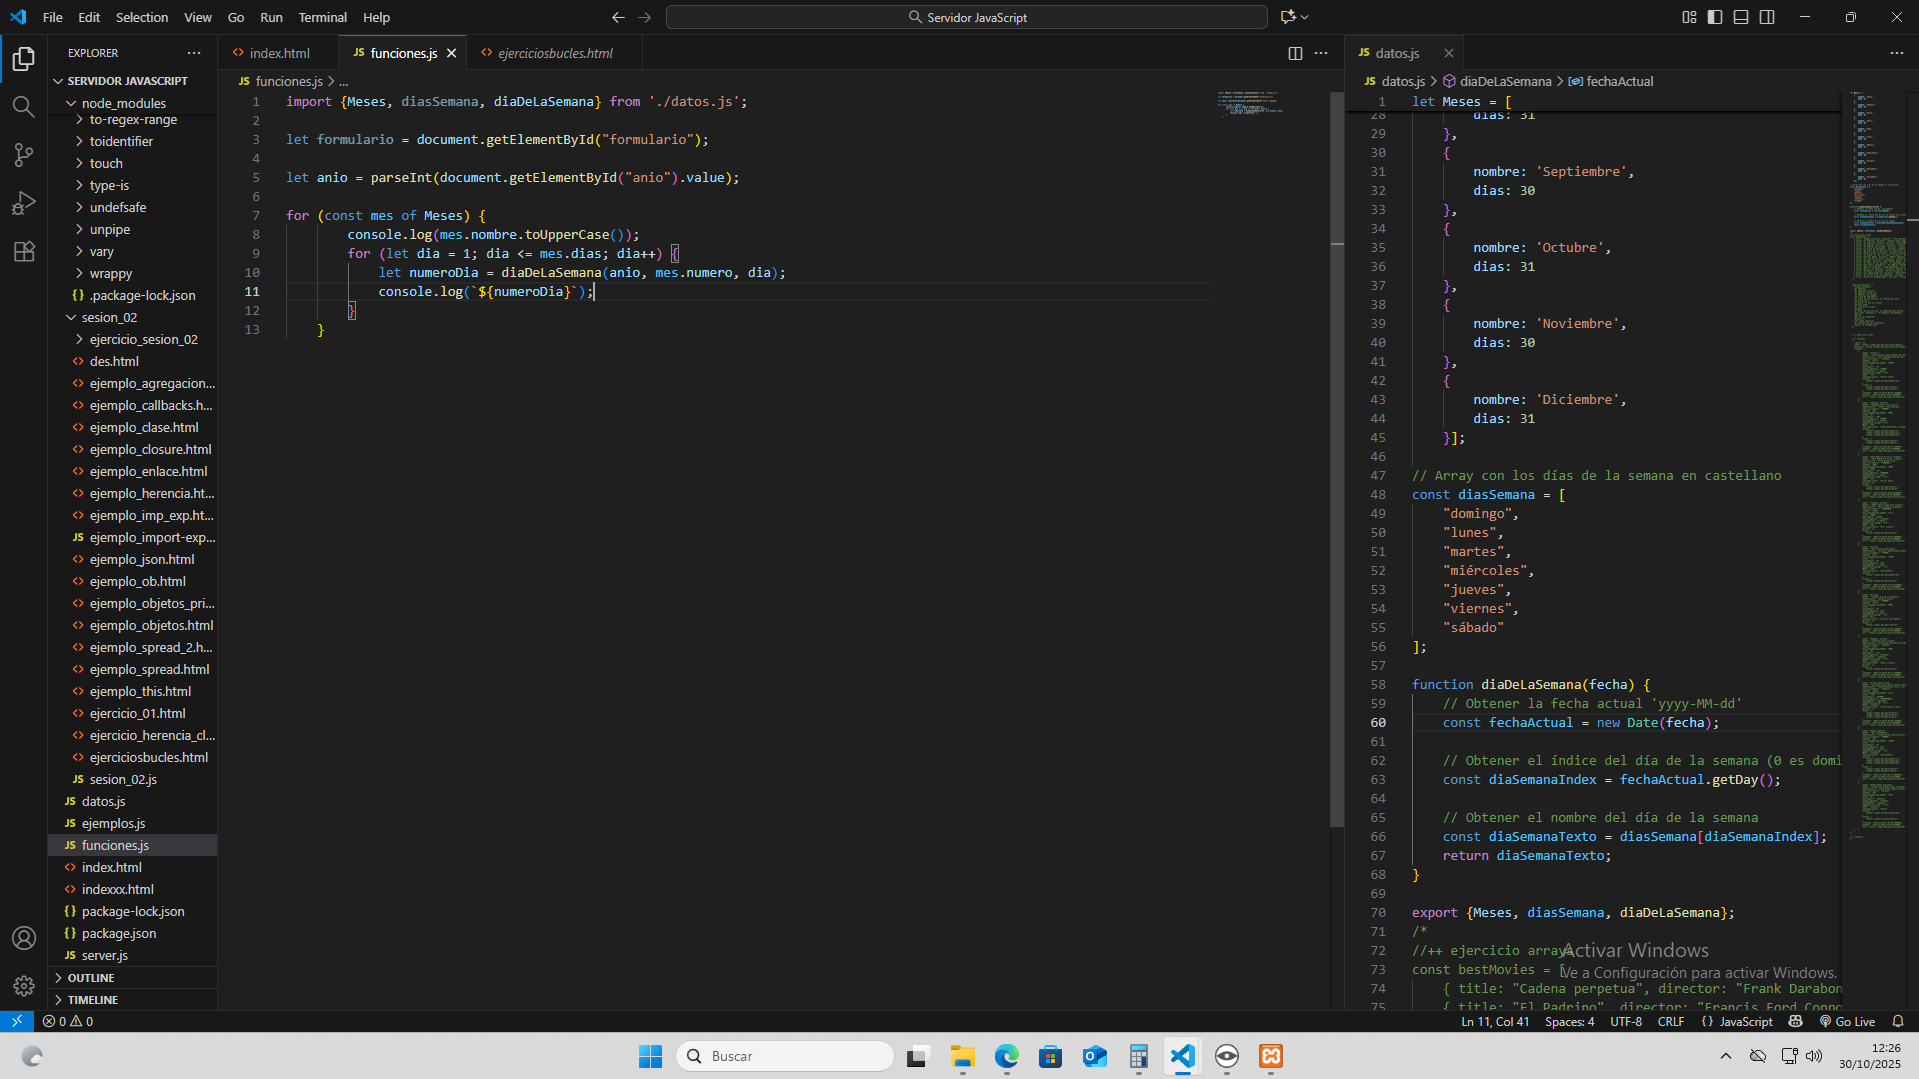 File Edit Selection View Go Run Terminal Help
Servidor JavaScript
EXPLORER
SERVIDOR JAVASCRIPT
node_modules
to-regex-range
toidentifier
touch
type-is
undefsafe
unpipe
vary
wrappy
{} .package-lock.json
sesion_02
ejercicio_sesion_02
<> des.html
<> ejemplo_agregacion...
<> ejemplo_callbacks.h...
<> ejemplo_clase.html
<> ejemplo_closure.html
<> ejemplo_enlace.html
<> ejemplo_herencia.ht...
<> ejemplo_imp_exp.ht...
JS ejemplo_import-exp...
<> ejemplo_json.html
<> ejemplo_ob.html
<> ejemplo_objetos_pri...
<> ejemplo_objetos.html
<> ejemplo_spread_2.h...
<> ejemplo_spread.html
<> ejemplo_this.html
<> ejercicio_01.html
<> ejercicio_herencia_cl...
<> ejerciciosbucles.html
JS sesion_02.js
JS datos.js
JS ejemplos.js
JS funciones.js
<> index.html
<> indexxx.html
{} package-lock.json
{} package.json
JS server.js
OUTLINE
TIMELINE
<> index.html JS funciones.js <> ejerciciosbucles.html
JS funciones.js > ...
1 import {Meses, diasSemana, diaDeLaSemana} from './datos.js';
2
3 let formulario = document.getElementById("formulario");
4
5 let anio = parseInt(document.getElementById("anio").value);
6
7 for (const mes of Meses) {
8 console.log(mes.nombre.toUpperCase());
9 for (let dia = 1; dia <= mes.dias; dia++) {
10 let numeroDia = diaDeLaSemana(anio, mes.numero, dia);
11 console.log(`${numeroDia}`);
12 }
13 }
JS datos.js
JS datos.js > diaDeLaSemana > fechaActual
1 let Meses = [
28 dias: 31
29 },
30 {
31 nombre: 'Septiembre',
32 dias: 30
33 },
34 {
35 nombre: 'Octubre',
36 dias: 31
37 },
38 {
39 nombre: 'Noviembre',
40 dias: 30
41 },
42 {
43 nombre: 'Diciembre',
44 dias: 31
45 }];
46
47 // Array con los días de la semana en castellano
48 const diasSemana = [
49 "domingo",
50 "lunes",
51 "martes",
52 "miércoles",
53 "jueves",
54 "viernes",
55 "sábado"
56 ];
57
58 function diaDeLaSemana(fecha) {
59 // Obtener la fecha actual 'yyyy-MM-dd'
60 const fechaActual = new Date(fecha);
61
62 // Obtener el índice del día de la semana (0 es domi
63 const diaSemanaIndex = fechaActual.getDay();
64
65 // Obtener el nombre del día de la semana
66 const diaSemanaTexto = diasSemana[diaSemanaIndex];
67 return diaSemanaTexto;
68 }
69
70 export {Meses, diasSemana, diaDeLaSemana};
71 /*
72 //++ ejercicio arrays
73 const bestMovies = [
74 { title: "Cadena perpetua", director: "Frank Darabon
75 { title: "El Padrino", director: "Francis Ford Coppo
Activar Windows
Ve a Configuración para activar Windows.
0 0
Ln 11, Col 41 Spaces: 4 UTF-8 CRLF {} JavaScript Go Live
Buscar
12:26
30/10/2025